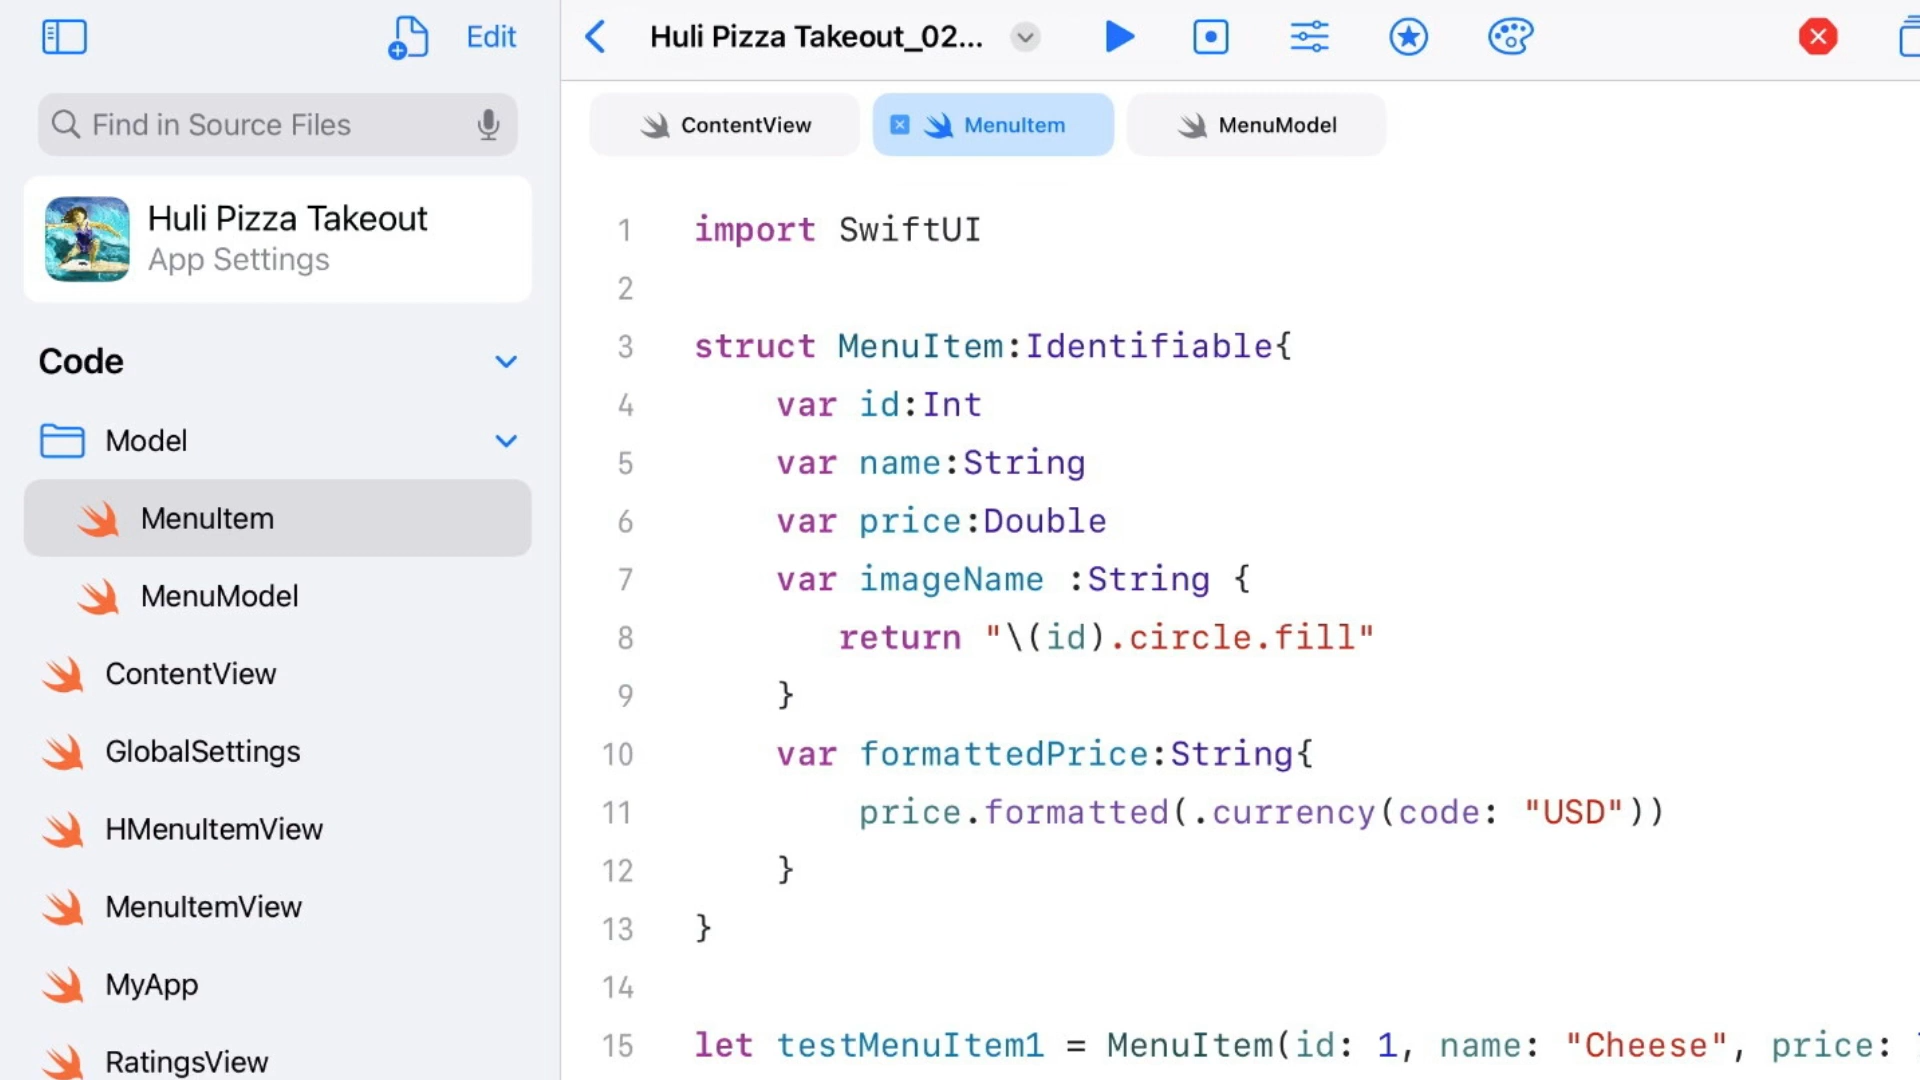 Edit
Find in Source Files
Huli Pizza Takeout
App Settings
Code
Model
MenuItem
MenuModel
ContentView
GlobalSettings
HMenuItemView
MenuItemView
MyApp
RatingsView
Huli Pizza Takeout_02...
ContentView
MenuItem
MenuModel
1 import SwiftUI
2
3 struct MenuItem:Identifiable{
4 var id:Int
5 var name:String
6 var price:Double
7 var imageName :String {
8 return "\(id).circle.fill"
9 }
10 var formattedPrice:String{
11 price.formatted(.currency(code: "USD"))
12 }
13 }
14
15 let testMenuItem1 = MenuItem(id: 1, name: "Cheese", price: